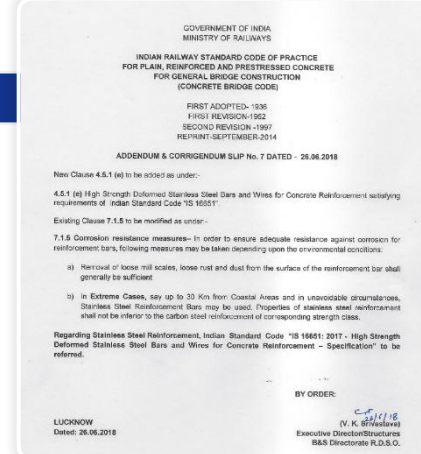 GOVERNMENT OF INDIA
MINISTRY OF RAILWAYS
INDIAN RAILWAY STANDARD CODE OF PRACTICE
FOR PLAIN, REINFORCED AND PRESTRESSED CONCRETE
FOR GENERAL BRIDGE CONSTRUCTION
(CONCRETE BRIDGE CODE)
FIRST ADOPTED- 1936
FIRST REVISION-1962
SECOND REVISION -1997
REPRINT-SEPTEMBER-2014
ADDENDUM & CORRIGENDUM SLIP No. 7 DATED - 26.06.2018
New Clause 4.5.1 (e) to be added as under:-
4.5.1 (e) High Strength Deformed Stainless Steel Bars and Wires for Concrete Reinforcement satisfying
requirements of Indian Standard Code "IS 16651".
Existing Clause 7.1.5 to be modified as under:-
7.1.5 Corrosion resistance measures– In order to ensure adequate resistance against corrosion for
reinforcement bars, following measures may be taken depending upon the environmental conditions:
a) Removal of loose mill scales, loose rust and dust from the surface of the reinforcement bar shall
generally be sufficient
b) In Extreme Cases, say up to 30 Km from Coastal Areas and in unavoidable circumstances,
Stainless Steel Reinforcement Bars may be used. Properties of stainless steel reinforcement
shall not be inferior to the carbon steel reinforcement of corresponding strength class.
Regarding Stainless Steel Reinforcement, Indian Standard Code "IS 16651: 2017 - High Strength
Deformed Stainless Steel Bars and Wires for Concrete Reinforcement – Specification" to be
referred.
BY ORDER:
26/6/18
(V. K. Srivastava)
LUCKNOW
Executive Director/Structures
Dated: 26.06.2018
B&S Directorate R.D.S.O.